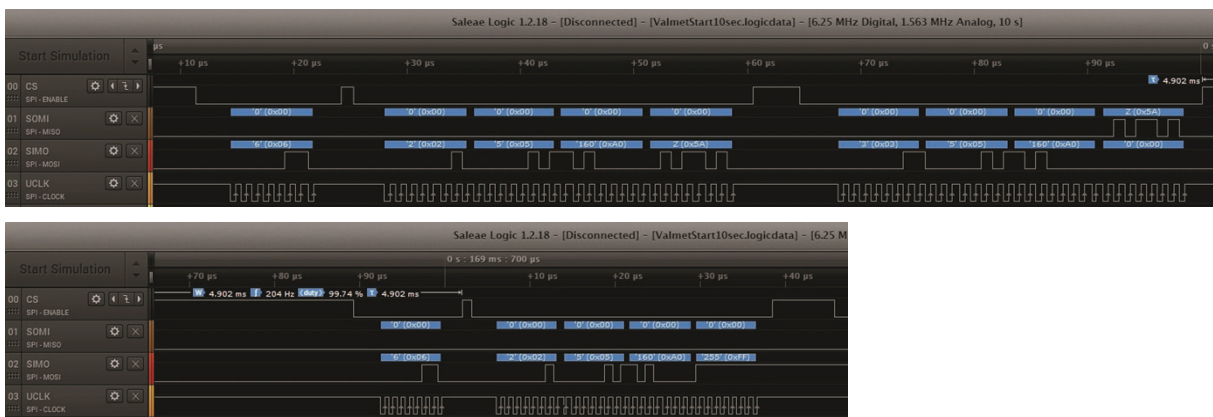 Saleae Logic 1.2.18 - [Disconnected] - [ValmetStart10sec.logicdata] - [6.25 MHz Digital, 1.563 MHz Analog, 10 s]
Start Simulation
µs
0 s
+10 µs +20 µs +30 µs +40 µs +50 µs +60 µs +70 µs +80 µs +90 µs
00 CS
SPI - ENABLE
4.902 ms
01 SOMI
SPI - MISO
'0' (0x00) '0' (0x00) '0' (0x00) '0' (0x00) '0' (0x00) '0' (0x00) '0' (0x00) '0' (0x00) Z (0x5A)
02 SIMO
SPI - MOSI
'6' (0x06) '2' (0x02) '5' (0x05) '160' (0xA0) Z (0x5A) '3' (0x03) '5' (0x05) '160' (0xA0) '0' (0x00)
03 UCLK
SPI - CLOCK
Saleae Logic 1.2.18 - [Disconnected] - [ValmetStart10sec.logicdata] - [6.25 M
Start Simulation
0 s : 169 ms : 700 µs
+70 µs +80 µs +90 µs +10 µs +20 µs +30 µs +40 µs
00 CS
SPI - ENABLE
W 4.902 ms f 204 Hz (duty) 99.74 % T 4.902 ms
01 SOMI
SPI - MISO
'0' (0x00) '0' (0x00) '0' (0x00) '0' (0x00) '0' (0x00)
02 SIMO
SPI - MOSI
'6' (0x06) '2' (0x02) '5' (0x05) '160' (0xA0) '255' (0xFF)
03 UCLK
SPI - CLOCK